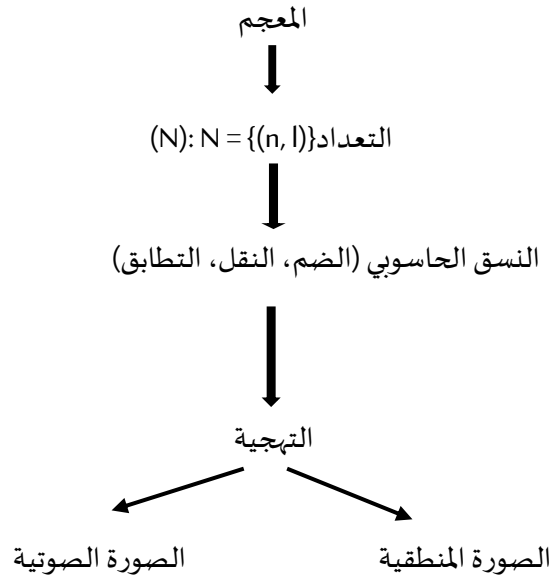 المعجم
التعداد(N): N = {(n, l)}
النسق الحاسوبي (الضم، النقل، التطابق)
التهجية
الصورة المنطقية
الصورة الصوتية